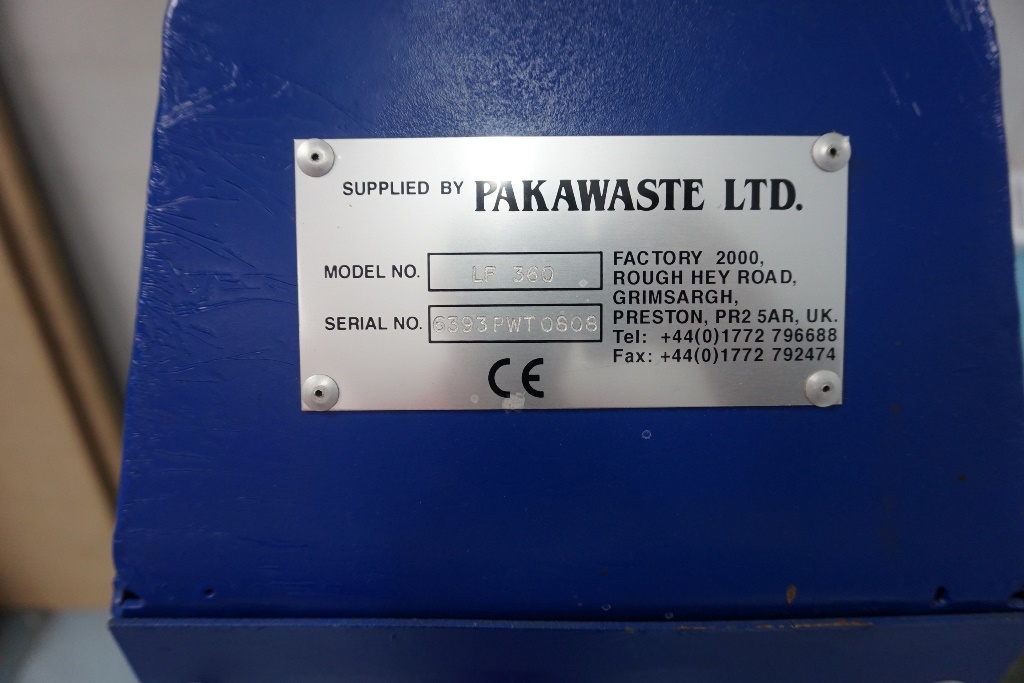 SUPPLIED BY PAKAWASTE LTD.
MODEL NO. LF 360
SERIAL NO. 6393PWT0608
FACTORY 2000,
ROUGH HEY ROAD,
GRIMSARGH,
PRESTON, PR2 5AR, UK.
Tel: +44(0)1772 796688
Fax: +44(0)1772 792474
CE